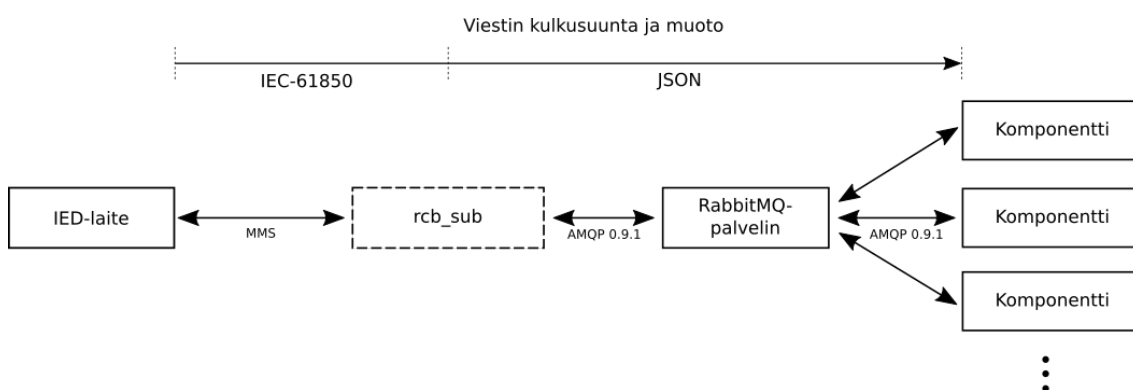 Viestin kulkusuunta ja muoto
IEC-61850
JSON
Komponentti
IED-laite
MMS
rcb_sub
AMQP 0.9.1
RabbitMQ-
palvelin
AMQP 0.9.1
Komponentti
Komponentti